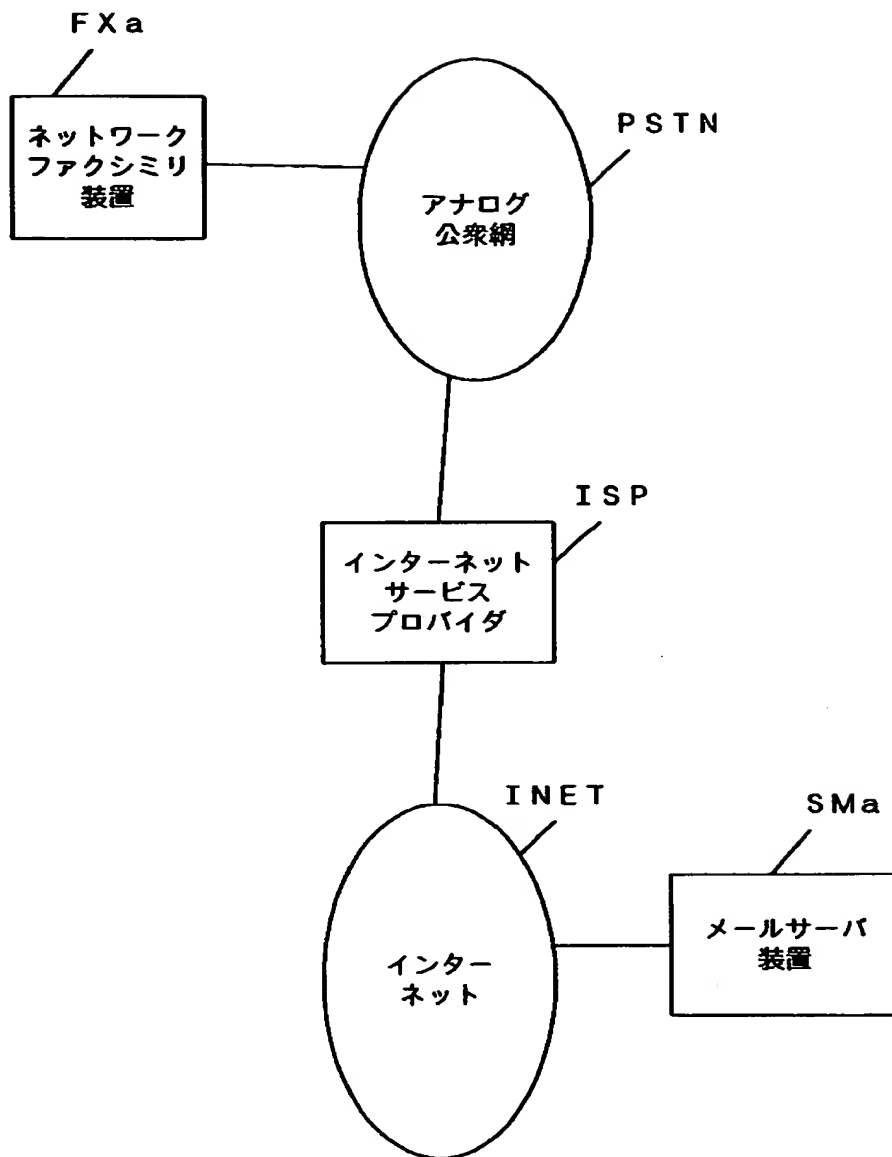 FXa
ネットワーク
ファクシミリ
装置
PSTN
アナログ
公衆網
ISP
インターネット
サービス
プロバイダ
INET
SMa
メールサーバ
装置
インター
ネット